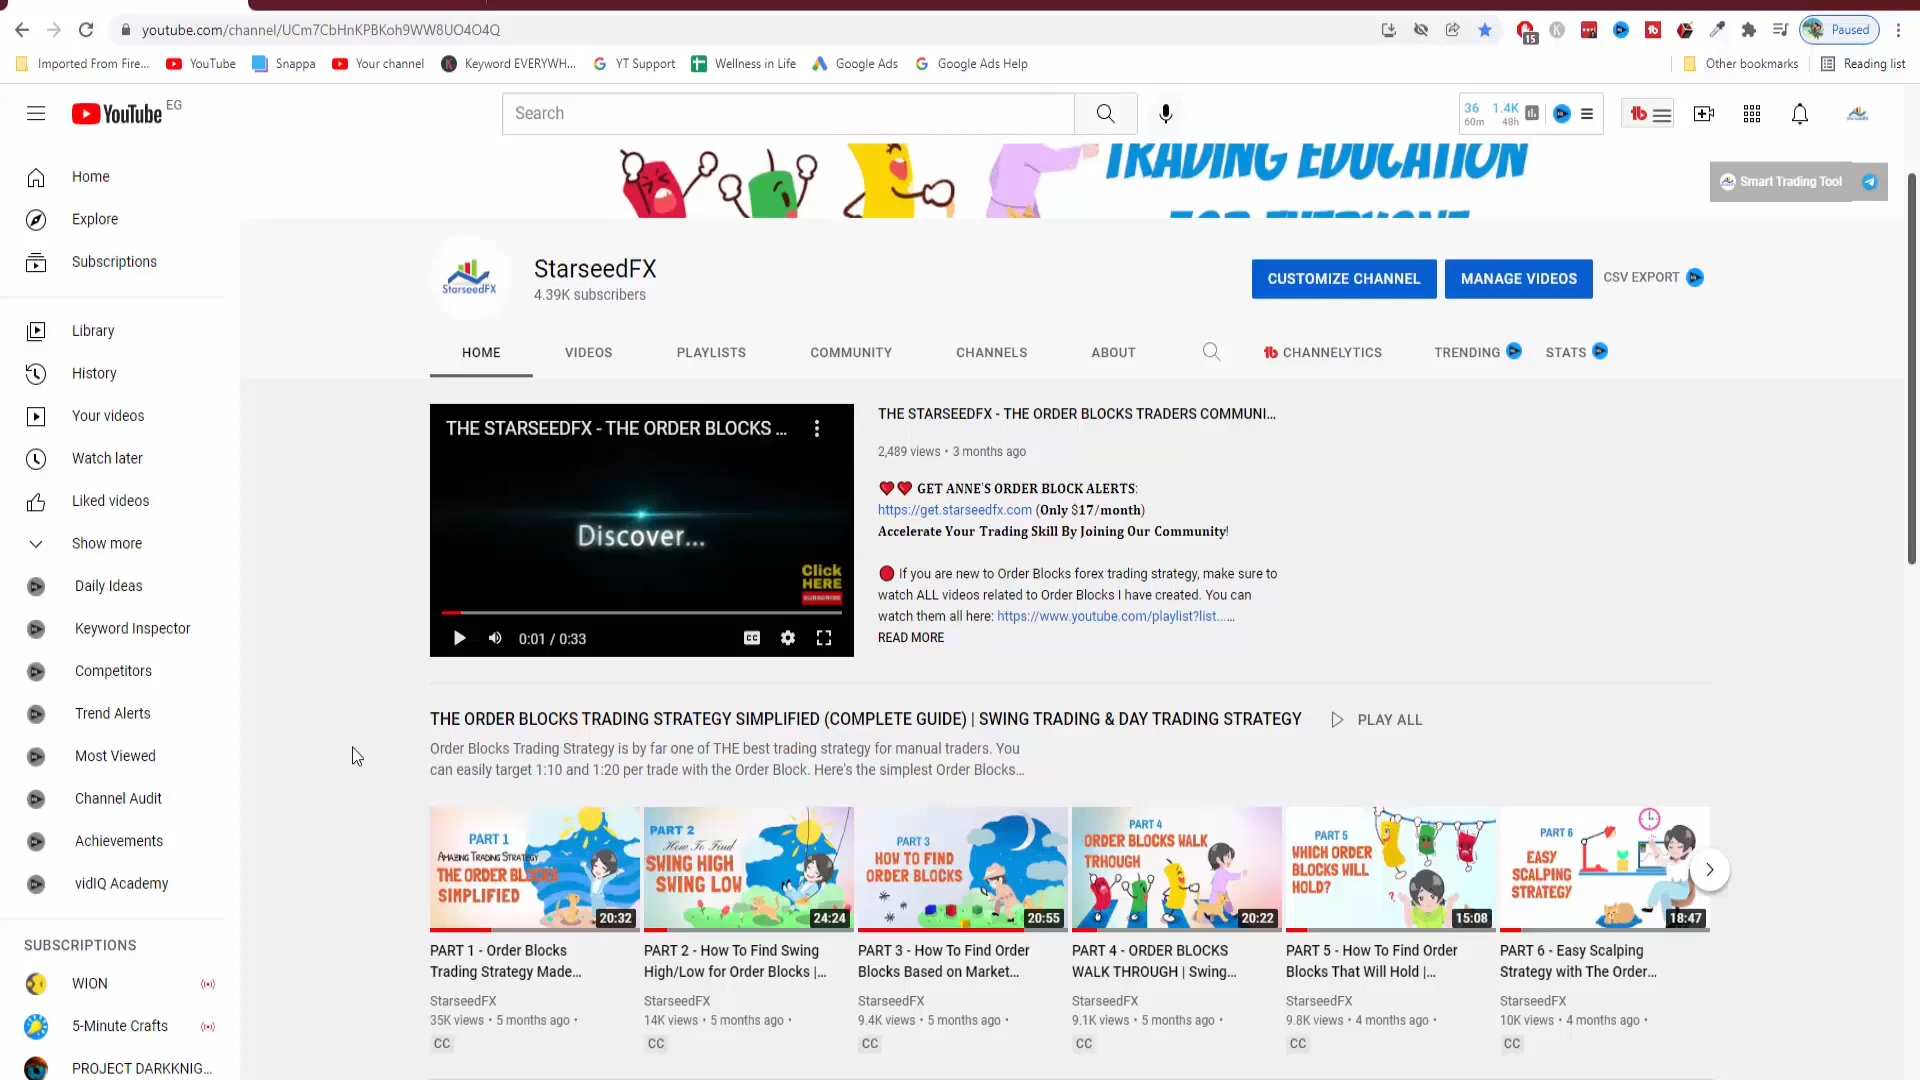 youtube.com/channel/UCm7CbHnKPBKoh9WW8UO4O4Q
15
Paused
Imported From Fire...
YouTube
Snappa
Your channel
Keyword EVERYWH...
YT Support
Wellness in Life
Google Ads
Google Ads Help
Other bookmarks
Reading list
YouTube EG
Search
36 1.4K
60m 48h
Smart Trading Tool
TRADING EDUCATION
FOR EVERYONE
Home
Explore
Subscriptions
Library
History
Your videos
Watch later
Liked videos
Show more
Daily Ideas
Keyword Inspector
Competitors
Trend Alerts
Most Viewed
Channel Audit
Achievements
vidIQ Academy
SUBSCRIPTIONS
WION
5-Minute Crafts
PROJECT DARKKNIG...
StarseedFX
StarseedFX
4.39K subscribers
CUSTOMIZE CHANNEL
MANAGE VIDEOS
CSV EXPORT
HOME
VIDEOS
PLAYLISTS
COMMUNITY
CHANNELS
ABOUT
CHANNELYTICS
TRENDING
STATS
THE STARSEEDFX - THE ORDER BLOCKS ...
Discover...
Click
HERE
SUBSCRIBE
0:01 / 0:33
CC
THE STARSEEDFX - THE ORDER BLOCKS TRADERS COMMUNI...
2,489 views • 3 months ago
GET ANNE'S ORDER BLOCK ALERTS:
https://get.starseedfx.com (Only $17/month)
Accelerate Your Trading Skill By Joining Our Community!
If you are new to Order Blocks forex trading strategy, make sure to
watch ALL videos related to Order Blocks I have created. You can
watch them all here: https://www.youtube.com/playlist?list......
READ MORE
THE ORDER BLOCKS TRADING STRATEGY SIMPLIFIED (COMPLETE GUIDE) | SWING TRADING & DAY TRADING STRATEGY
PLAY ALL
Order Blocks Trading Strategy is by far one of THE best trading strategy for manual traders. You
can easily target 1:10 and 1:20 per trade with the Order Block. Here's the simplest Order Blocks...
PART 1
AMAZING TRADING STRATEGY
THE ORDER BLOCKS
SIMPLIFIED
20:32
PART 1 - Order Blocks
Trading Strategy Made...
StarseedFX
35K views • 5 months ago •
CC
PART 2
How To Find
SWING HIGH
SWING LOW
24:24
PART 2 - How To Find Swing
High/Low for Order Blocks |...
StarseedFX
14K views • 5 months ago •
CC
PART 3
HOW TO FIND
ORDER BLOCKS
20:55
PART 3 - How To Find Order
Blocks Based on Market...
StarseedFX
9.4K views • 5 months ago •
CC
PART 4
ORDER BLOCKS WALK
TRHOUGH
20:22
PART 4 - ORDER BLOCKS
WALK THROUGH | Swing...
StarseedFX
9.1K views • 5 months ago •
CC
PART 5
WHICH ORDER
BLOCKS WILL
HOLD?
15:08
PART 5 - How To Find Order
Blocks That Will Hold |...
StarseedFX
9.8K views • 4 months ago •
CC
PART 6
EASY
SCALPING
STRATEGY
18:47
PART 6 - Easy Scalping
Strategy with The Order...
StarseedFX
10K views • 4 months ago •
CC